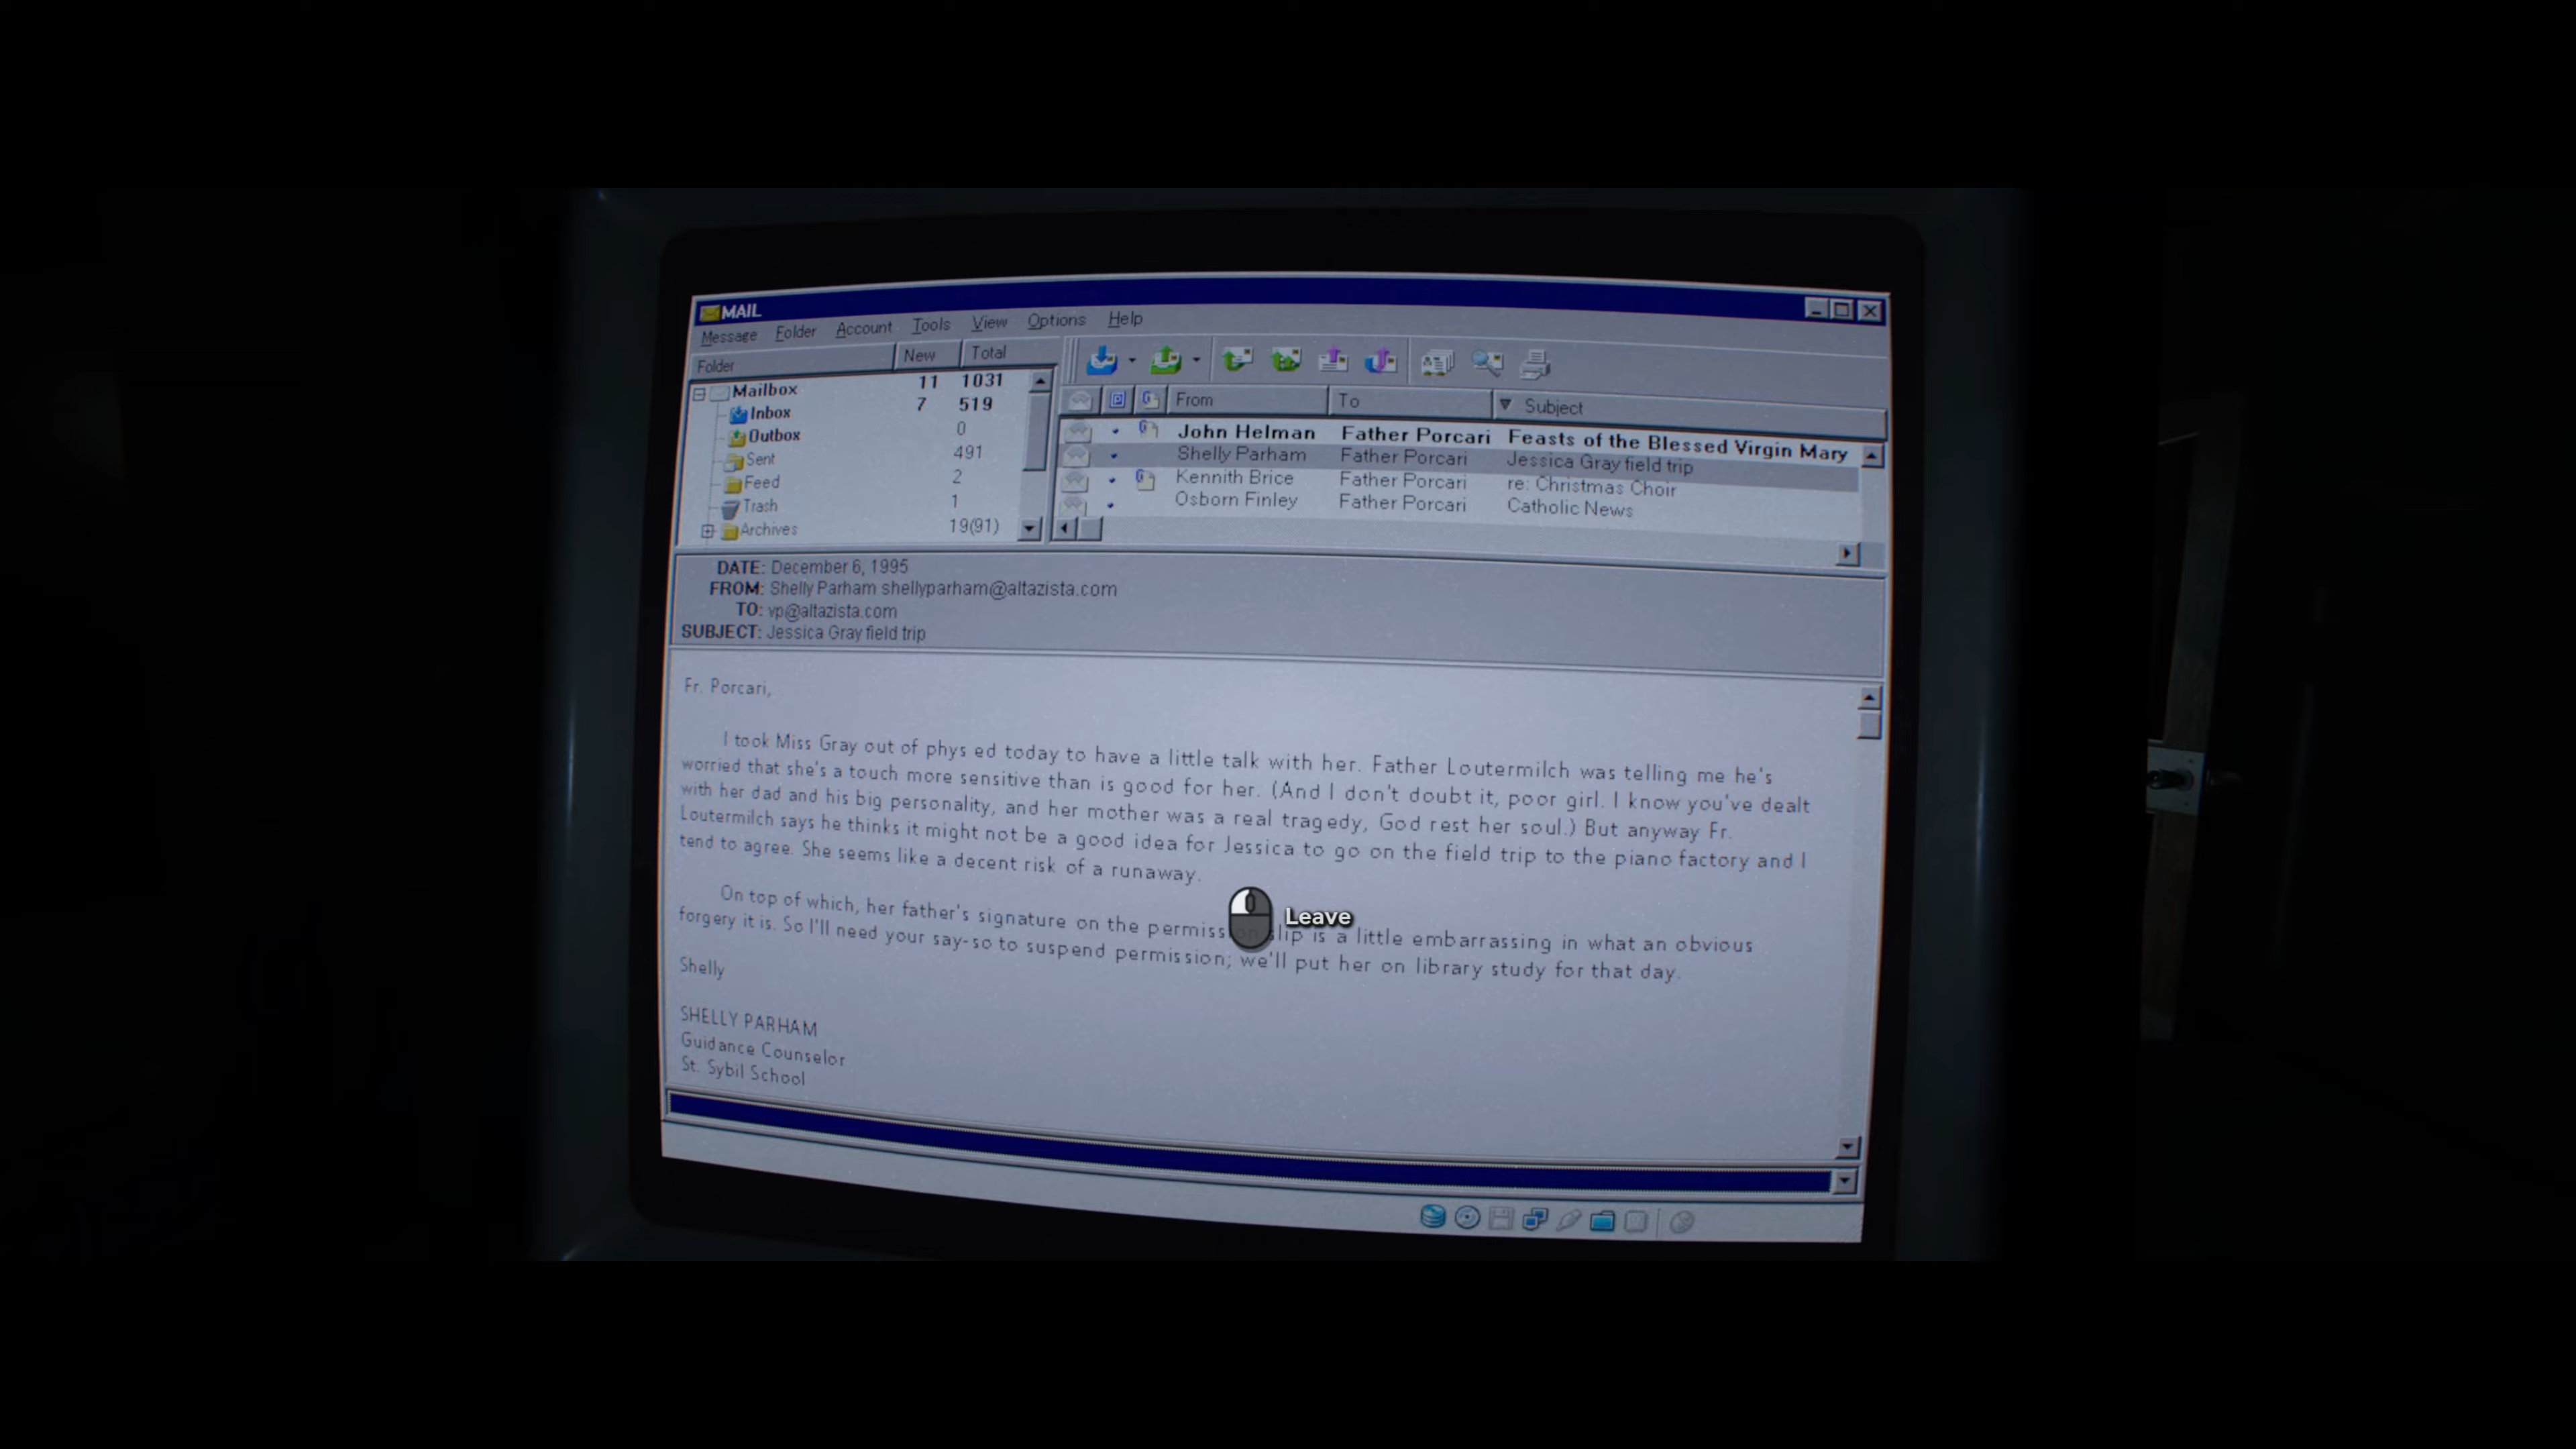 MAIL
Message Folder Account Tools View Options Help
Folder New Total
Mailbox 11 1031
Inbox 7 519
Outbox 0
Sent 491
Feed 2
Trash 1
Archives 19(91)
From To Subject
John Helman Father Porcari Feasts of the Blessed Virgin Mary
Shelly Parham Father Porcari Jessica Gray field trip
Kennith Brice Father Porcari re: Christmas Choir
Osborn Finley Father Porcari Catholic News
DATE: December 6, 1995
FROM: Shelly Parham shellyparham@altazista.com
TO: vp@altazista.com
SUBJECT: Jessica Gray field trip
Fr. Porcari,
I took Miss Gray out of phys ed today to have a little talk with her. Father Loutermilch was telling me he's
worried that she's a touch more sensitive than is good for her. (And I don't doubt it, poor girl. I know you've dealt
with her dad and his big personality, and her mother was a real tragedy, God rest her soul.) But anyway Fr.
Loutermilch says he thinks it might not be a good idea for Jessica to go on the field trip to the piano factory and I
tend to agree. She seems like a decent risk of a runaway.
On top of which, her father's signature on the permission slip is a little embarrassing in what an obvious
forgery it is. So I'll need your say-so to suspend permission; we'll put her on library study for that day.
Leave
Shelly
SHELLY PARHAM
Guidance Counselor
St. Sybil School